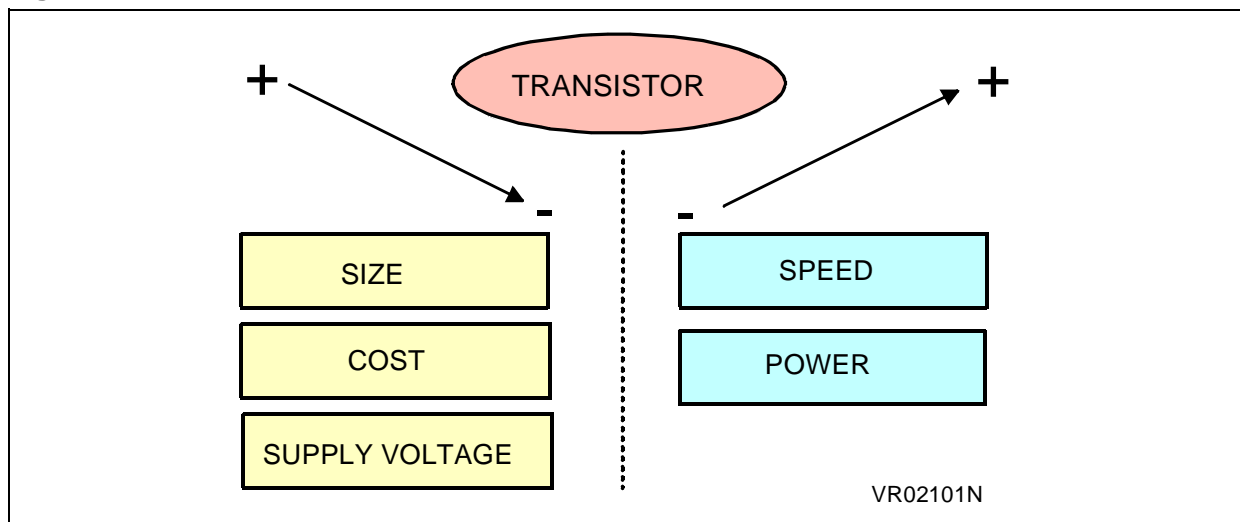 TRANSISTOR
+
+
-
-
SIZE
SPEED
COST
POWER
SUPPLY VOLTAGE
VR02101N